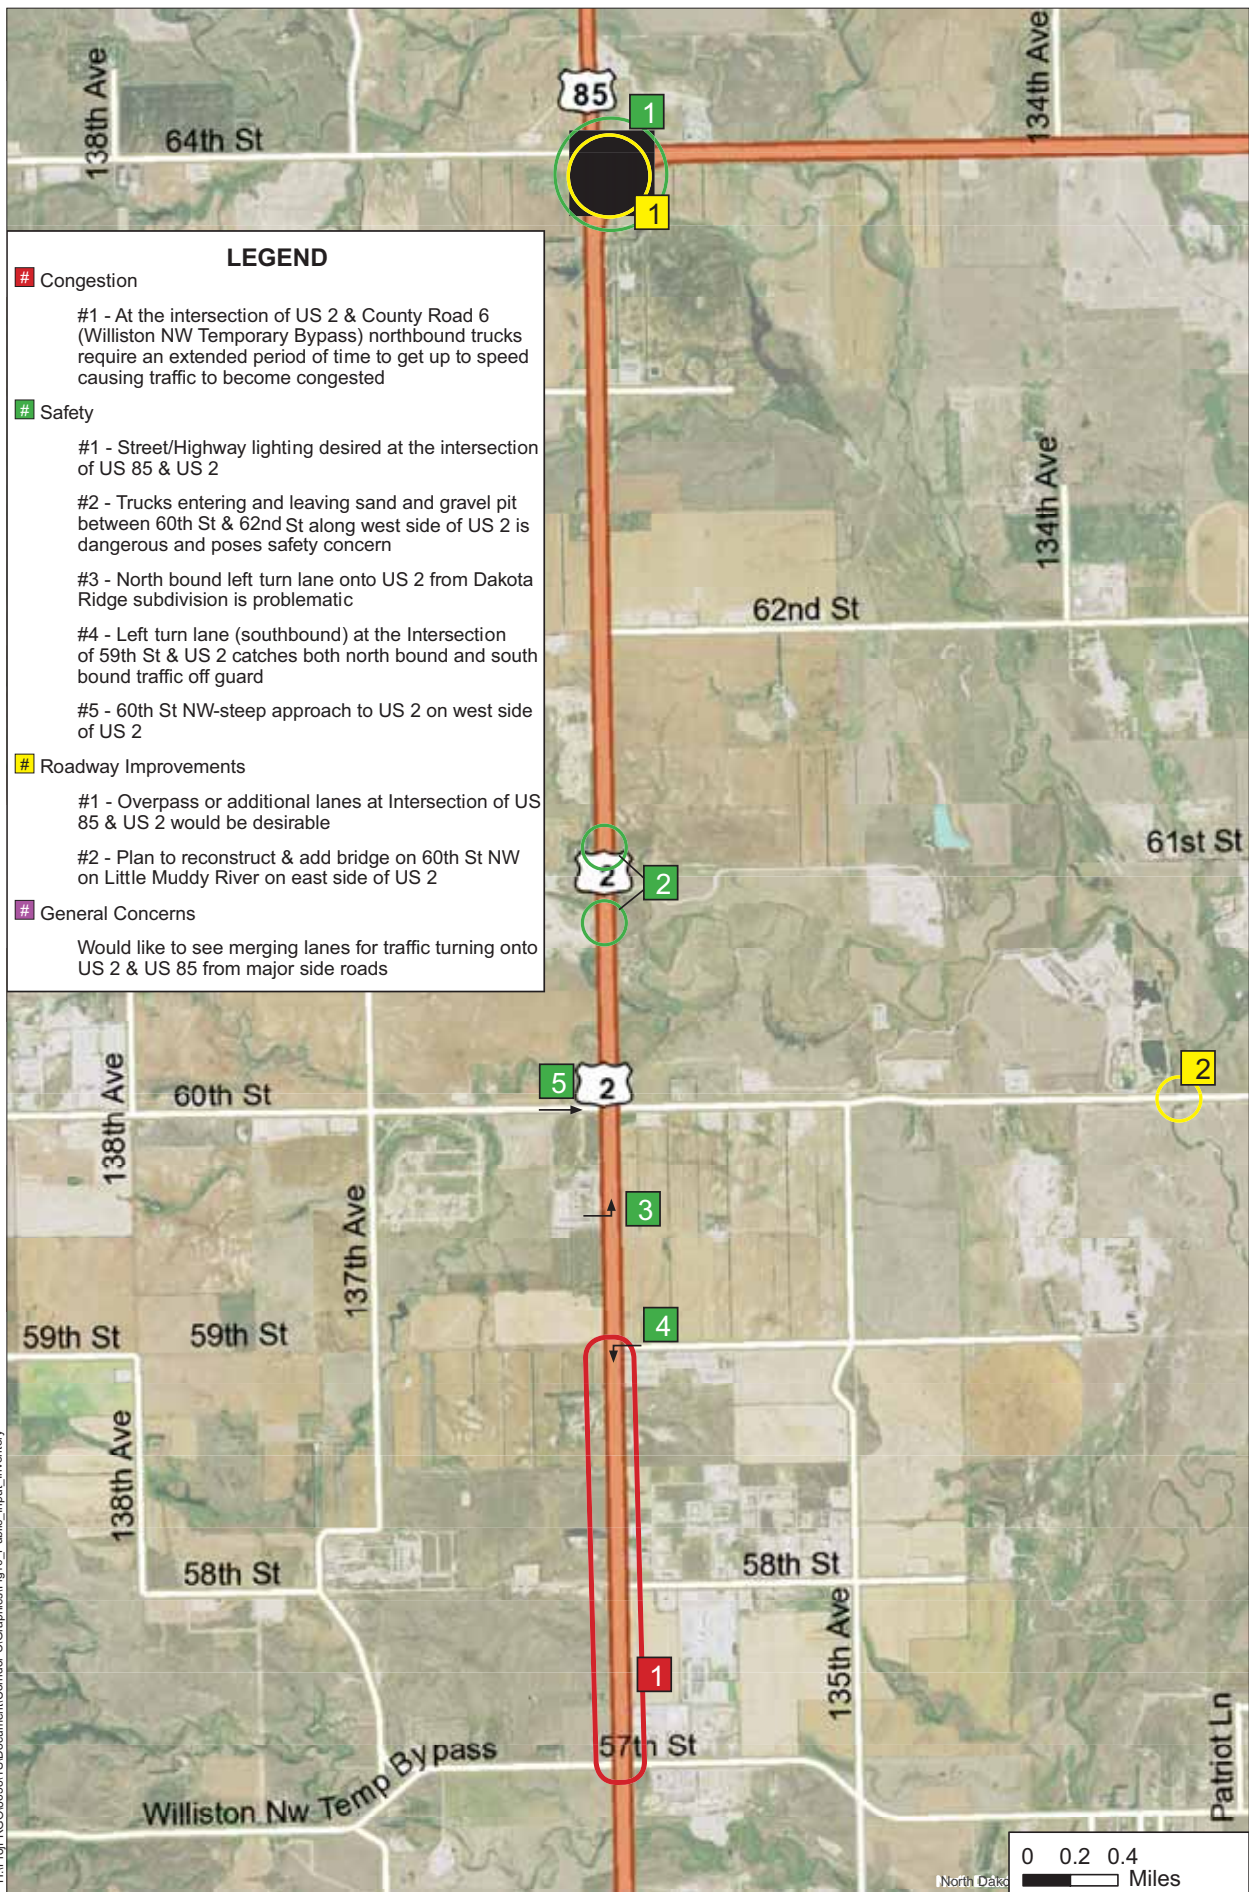 138th Ave
64th St
85
1
134th Ave
1
LEGEND
# Congestion
#1 - At the intersection of US 2 & County Road 6
(Williston NW Temporary Bypass) northbound trucks
require an extended period of time to get up to speed
causing traffic to become congested
# Safety
#1 - Street/Highway lighting desired at the intersection
of US 85 & US 2
#2 - Trucks entering and leaving sand and gravel pit
between 60th St & 62nd St along west side of US 2 is
dangerous and poses safety concern
#3 - North bound left turn lane onto US 2 from Dakota
Ridge subdivision is problematic
#4 - Left turn lane (southbound) at the Intersection
of 59th St & US 2 catches both north bound and south
bound traffic off guard
#5 - 60th St NW-steep approach to US 2 on west side
of US 2
# Roadway Improvements
#1 - Overpass or additional lanes at Intersection of US
85 & US 2 would be desirable
#2 - Plan to reconstruct & add bridge on 60th St NW
on Little Muddy River on east side of US 2
# General Concerns
Would like to see merging lanes for traffic turning onto
US 2 & US 85 from major side roads
134th Ave
62nd St
61st St
2
2
138th Ave
60th St
5
2
2
137th Ave
3
59th St
59th St
4
138th Ave
58th St
58th St
135th Ave
1
57th St
Williston Nw Temp Bypass
Patriot Ln
0 0.2 0.4
Miles
North Dako